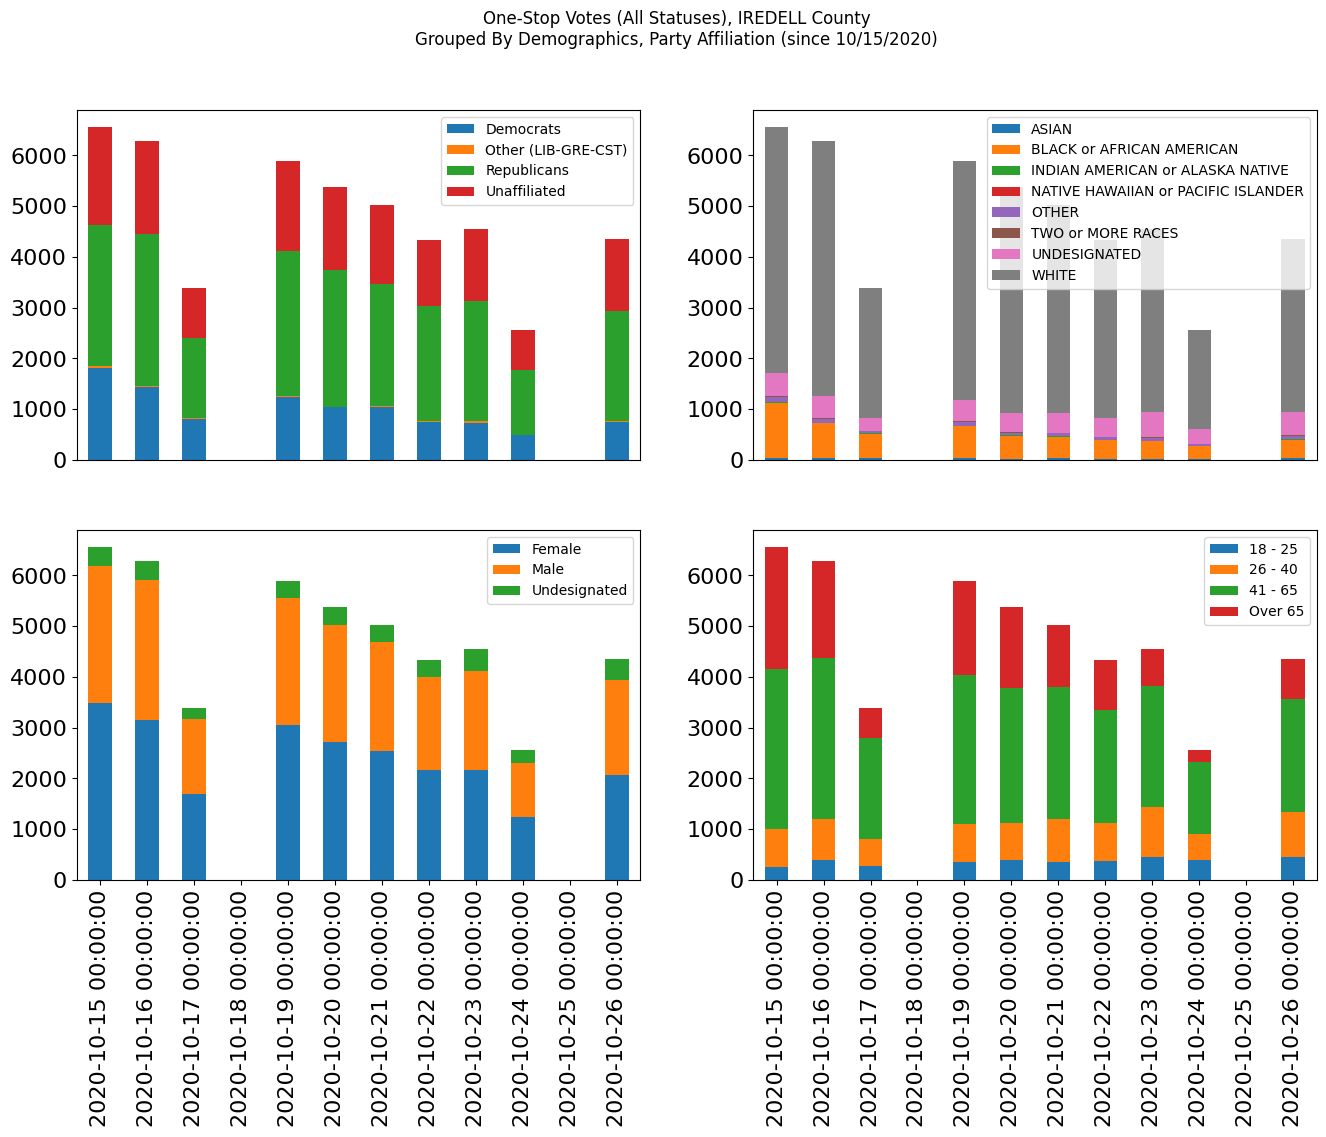 One-Stop Votes (All Statuses), IREDELL County
Grouped By Demographics, Party Affiliation (since 10/15/2020)
6000
5000
4000
3000
2000
1000
0
Democrats
Other (LIB-GRE-CST)
Republicans
Unaffiliated
6000
5000
4000
3000
2000
1000
0
ASIAN
BLACK or AFRICAN AMERICAN
INDIAN AMERICAN or ALASKA NATIVE
NATIVE HAWAIIAN or PACIFIC ISLANDER
OTHER
TWO or MORE RACES
UNDESIGNATED
WHITE
6000
5000
4000
3000
2000
1000
0
Female
Male
Undesignated
2020-10-15 00:00:00
2020-10-16 00:00:00
2020-10-17 00:00:00
2020-10-18 00:00:00
2020-10-19 00:00:00
2020-10-20 00:00:00
2020-10-21 00:00:00
2020-10-22 00:00:00
2020-10-23 00:00:00
2020-10-24 00:00:00
2020-10-25 00:00:00
2020-10-26 00:00:00
6000
5000
4000
3000
2000
1000
0
18 - 25
26 - 40
41 - 65
Over 65
2020-10-15 00:00:00
2020-10-16 00:00:00
2020-10-17 00:00:00
2020-10-18 00:00:00
2020-10-19 00:00:00
2020-10-20 00:00:00
2020-10-21 00:00:00
2020-10-22 00:00:00
2020-10-23 00:00:00
2020-10-24 00:00:00
2020-10-25 00:00:00
2020-10-26 00:00:00